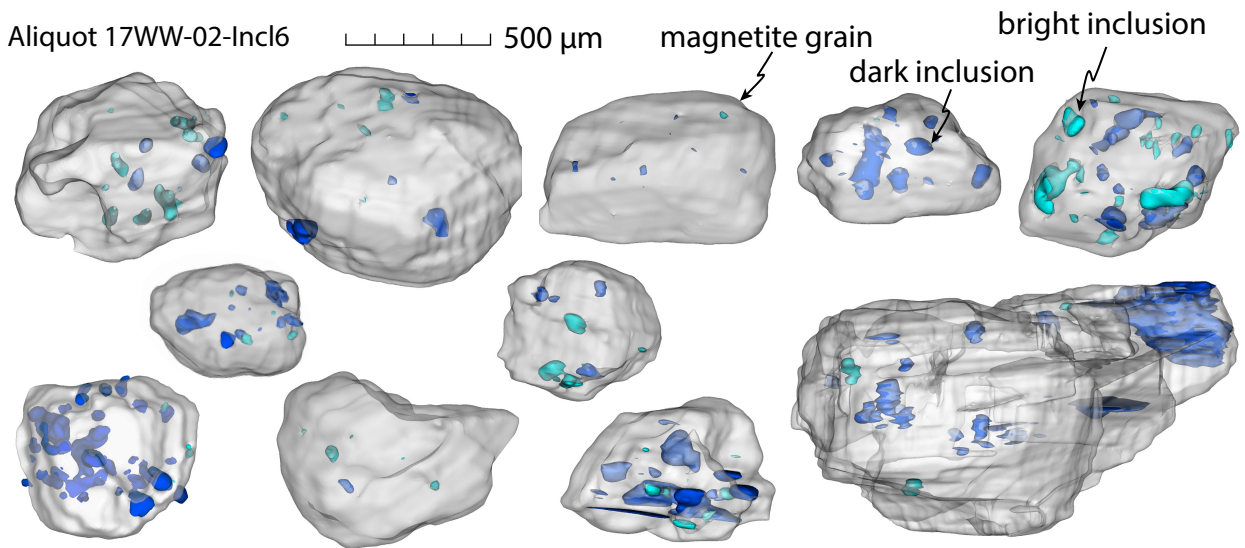 Aliquot 17WW-02-Incl6
500 µm
magnetite grain
dark inclusion
bright inclusion